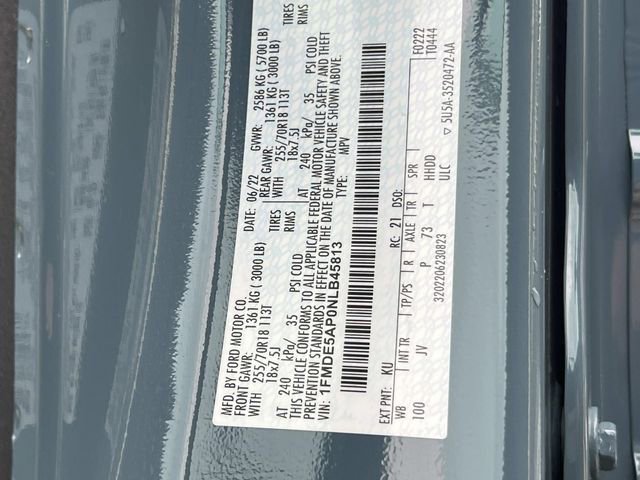 MFD. BY FORD MOTOR CO.
DATE: 06/22 GVWR: 2586 KG ( 5700 LB)
FRONT GAWR: 1361 KG ( 3000 LB) REAR GAWR: 1361 KG ( 3000 LB)
WITH 255/70R18 113T TIRES WITH 255/70R18 113T TIRES
18x7.5J RIMS 18x7.5J RIMS
AT 240 kPa/ 35 PSI COLD AT 240 kPa/ 35 PSI COLD
THIS VEHICLE CONFORMS TO ALL APPLICABLE FEDERAL MOTOR VEHICLE SAFETY AND THEFT
PREVENTION STANDARDS IN EFFECT ON THE DATE OF MANUFACTURE SHOWN ABOVE.
VIN: 1FMDE5AP0NLB45813 TYPE: MPV
EXT PNT: KU RC: 21 DSO:
WB INT TR TP/PS R AXLE TR SPR F0222
100 JV P 73 T HHDD T0444
3202206230823 ULC 5U5A-3520472-AA